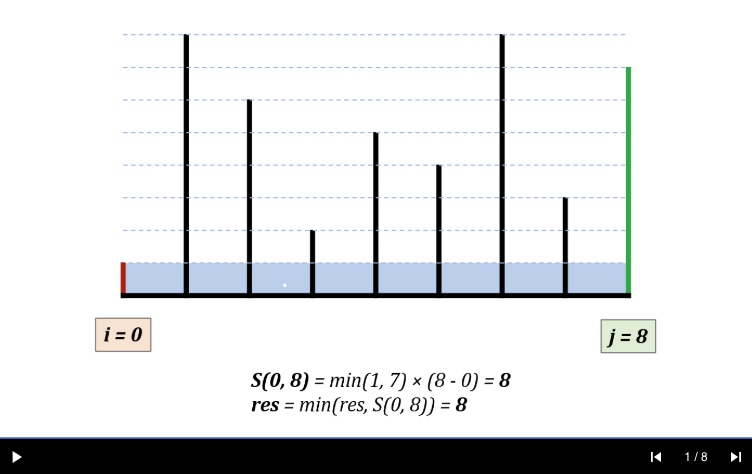 i = 0
j = 8
S(0, 8) = min(1, 7) × (8 - 0) = 8
res = min(res, S(0, 8)) = 8
1 / 8